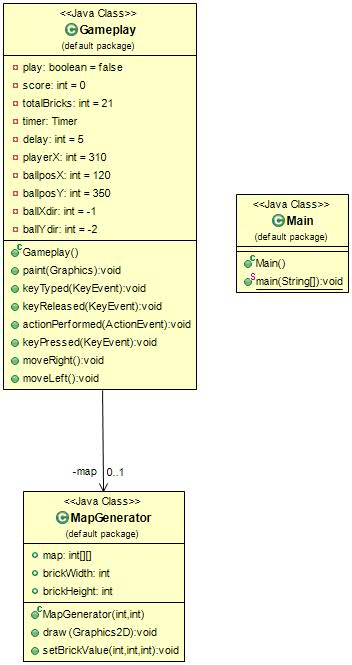 <<Java Class>>
Gameplay
(default package)
play: boolean = false
score: int = 0
totalBricks: int = 21
timer: Timer
delay: int = 5
playerX: int = 310
ballposX: int = 120
ballposY: int = 350
ballXdir: int = -1
ballYdir: int = -2
Gameplay()
paint(Graphics):void
keyTyped(KeyEvent):void
keyReleased(KeyEvent):void
actionPerformed(ActionEvent):void
keyPressed(KeyEvent):void
moveRight():void
moveLeft():void
<<Java Class>>
Main
(default package)
Main()
main(String[]):void
-map 0..1
<<Java Class>>
MapGenerator
(default package)
map: int[][]
brickWidth: int
brickHeight: int
MapGenerator(int,int)
draw(Graphics2D):void
setBrickValue(int,int,int):void